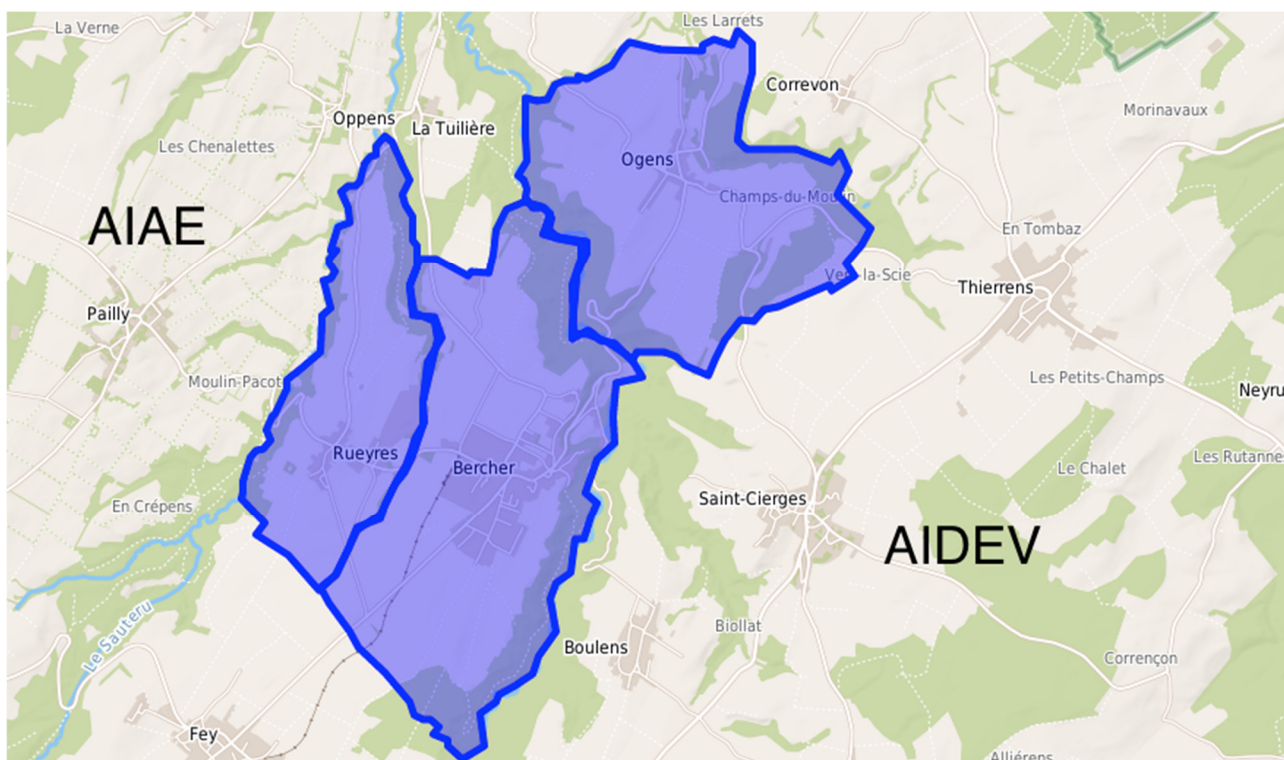 Les Larrets
La Verne
Correvon
Morinavaux
Oppens
La Tuilière
Les Chenalettes
Ogens
Champs-du-Moulin
AIAE
En Tombaz
Vers-la-Scie
Thierrens
Pailly
Moulin-Pacot
Les Petits-Champs
Neyru
Rueyres
Bercher
Le Chalet
Les Rutannes
En Crépens
Saint-Cierges
AIDEV
Le Sauteru
Biollat
Boulens
Corrençon
Fey
Alliérens